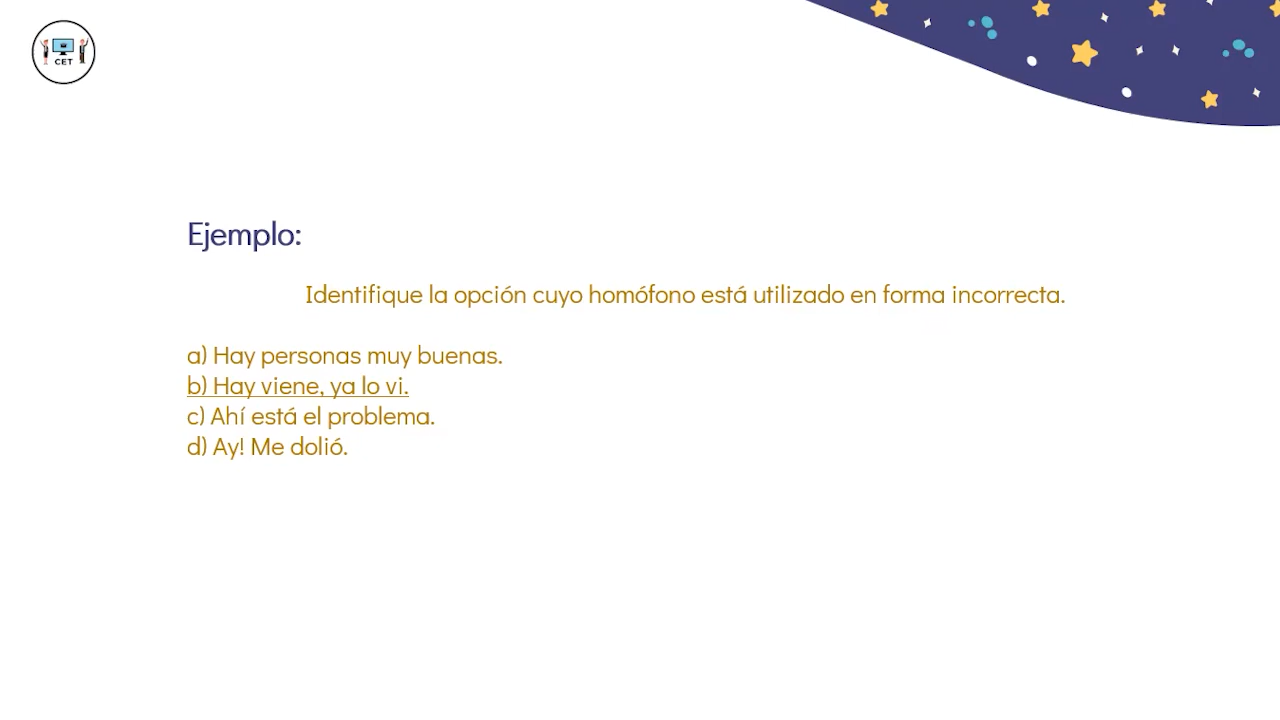 CET
Ejemplo:
Identifique la opción cuyo homófono está utilizado en forma incorrecta.
a) Hay personas muy buenas.
b) Hay viene, ya lo vi.
c) Ahí está el problema.
d) Ay! Me dolió.